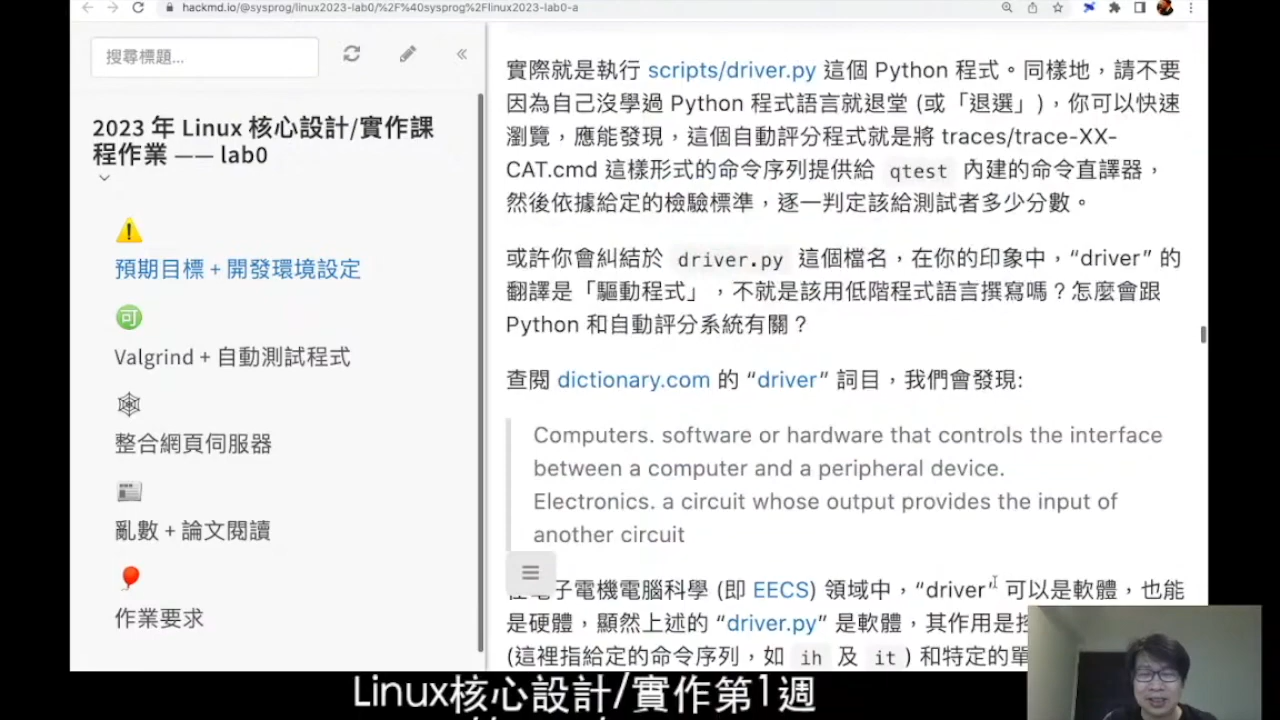 hackmd.io/@sysprog/linux2023-lab0/%2F%40sysprog%2Flinux2023-lab0-a
搜尋標題...
2023 年 Linux 核心設計/實作課
程作業 —— lab0
預期目標 + 開發環境設定
可
Valgrind + 自動測試程式
整合網頁伺服器
亂數 + 論文閱讀
作業要求
實際就是執行 scripts/driver.py 這個 Python 程式。同樣地，請不要
因為自己沒學過 Python 程式語言就退堂 (或「退選」)，你可以快速
瀏覽，應能發現，這個自動評分程式就是將 traces/trace-XX-
CAT.cmd 這樣形式的命令序列提供給 qtest 內建的命令直譯器，
然後依據給定的檢驗標準，逐一判定該給測試者多少分數。
或許你會糾結於 driver.py 這個檔名，在你的印象中，“driver” 的
翻譯是「驅動程式」，不就是該用低階程式語言撰寫嗎？怎麼會跟
Python 和自動評分系統有關？
查閱 dictionary.com 的 “driver” 詞目，我們會發現:
Computers. software or hardware that controls the interface
between a computer and a peripheral device.
Electronics. a circuit whose output provides the input of
another circuit
電子電機電腦科學 (即 EECS) 領域中，“driver” 可以是軟體，也能
是硬體，顯然上述的 “driver.py” 是軟體，其作用是
(這裡指給定的命令序列，如 ih 及 it ) 和特定的
Linux核心設計/實作第1週